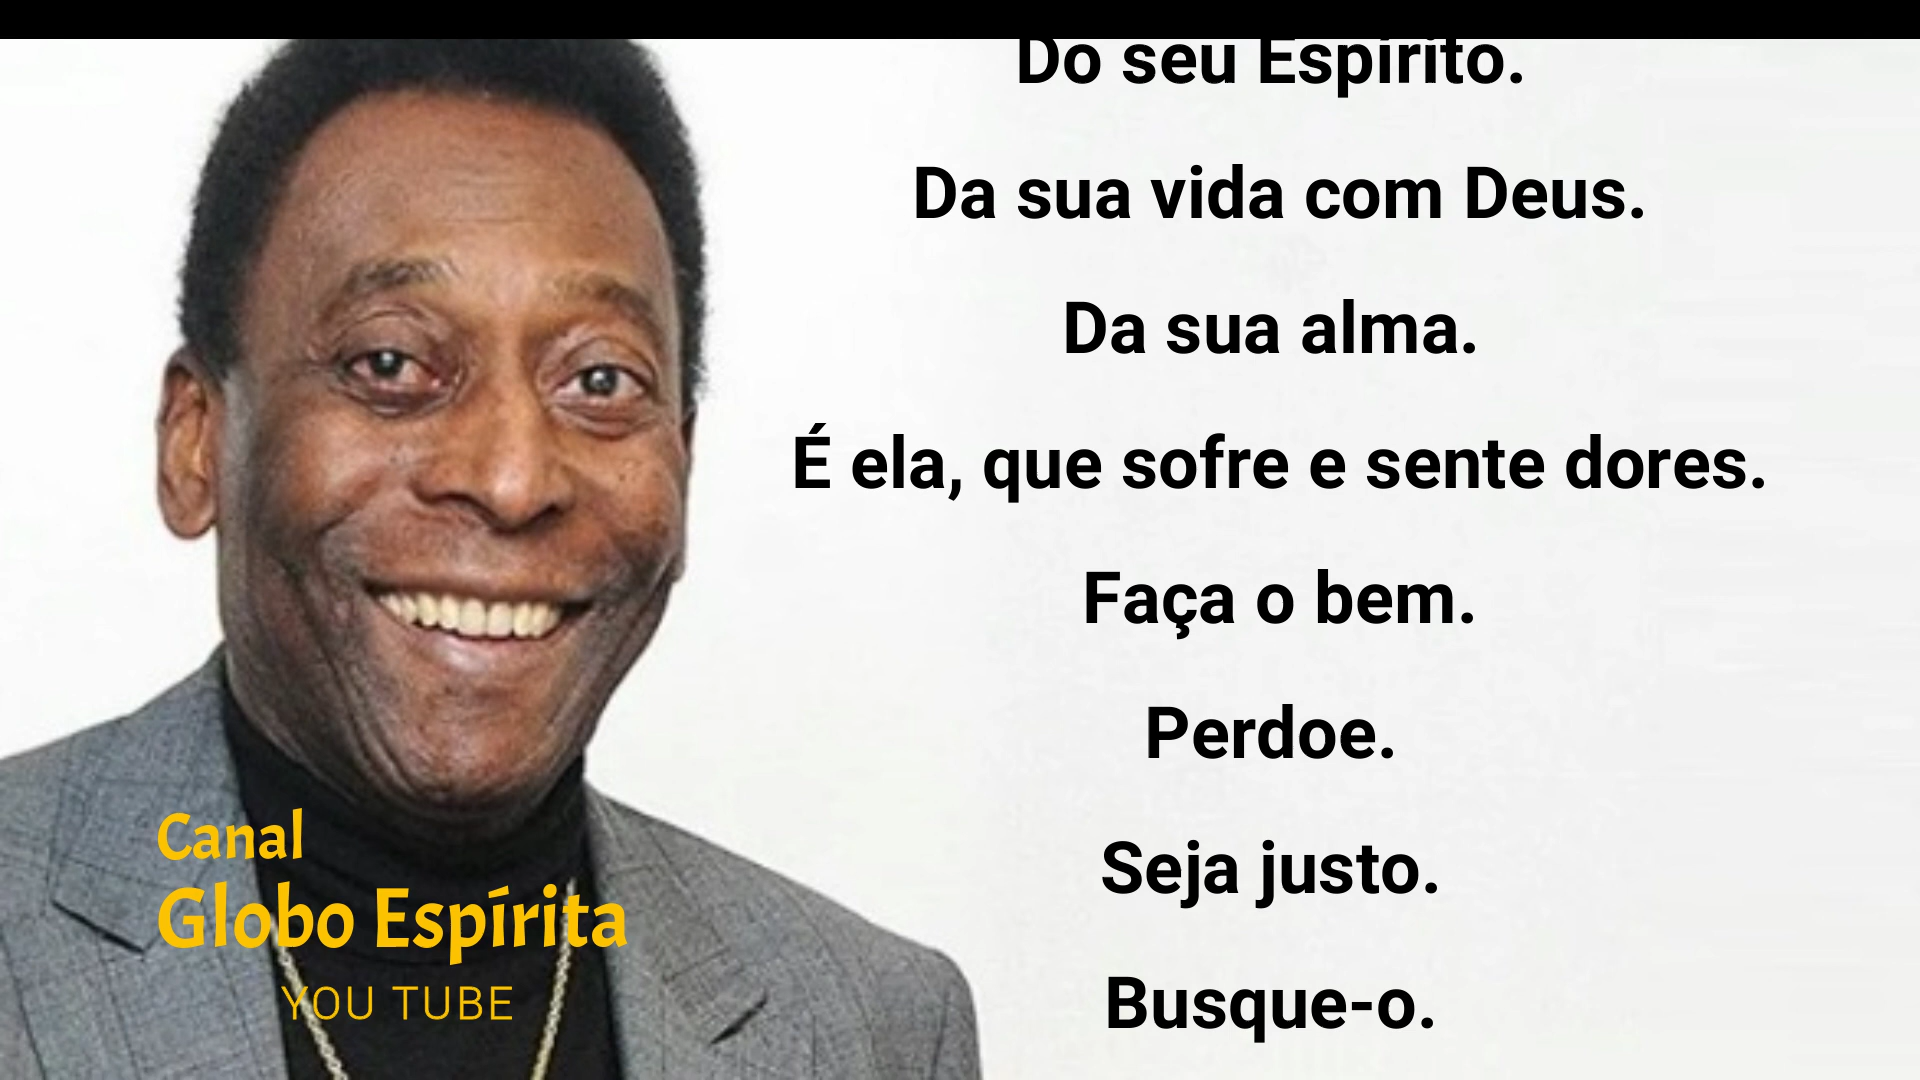 Do seu Espírito.
Da sua vida com Deus.
Da sua alma.
É ela, que sofre e sente dores.
Faça o bem.
Perdoe.
Seja justo.
Busque-o.
Canal
Globo Espírita
YOU TUBE